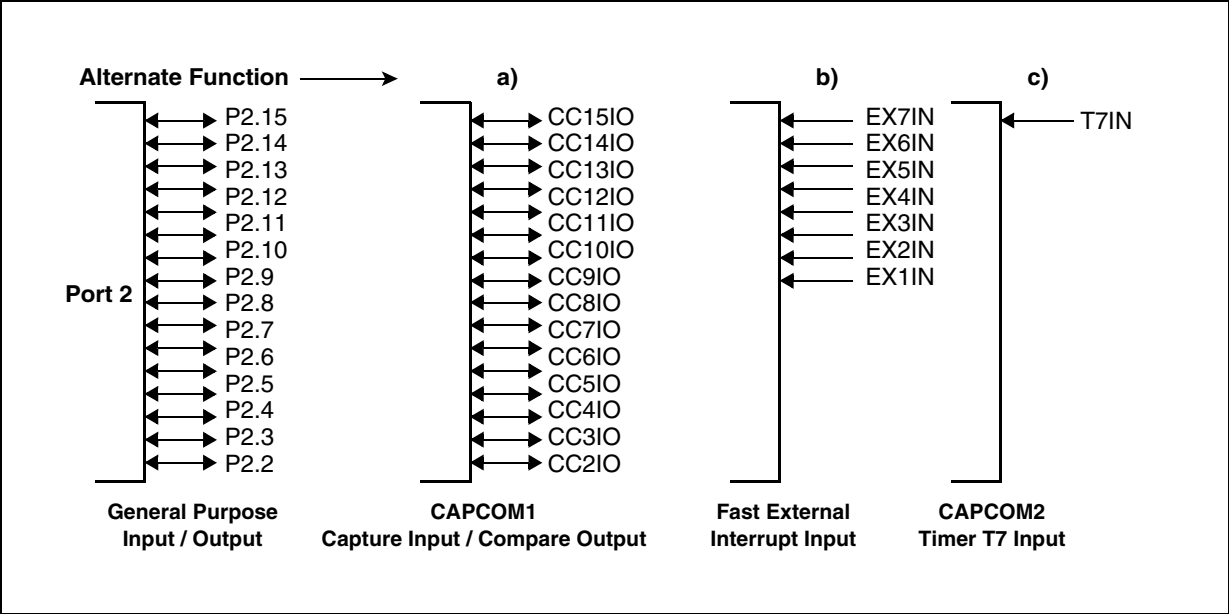 Alternate Function a) b) c)
P2.15 CC15IO EX7IN T7IN
P2.14 CC14IO EX6IN
P2.13 CC13IO EX5IN
P2.12 CC12IO EX4IN
P2.11 CC11IO EX3IN
P2.10 CC10IO EX2IN
P2.9 CC9IO EX1IN
Port 2
P2.8 CC8IO
P2.7 CC7IO
P2.6 CC6IO
P2.5 CC5IO
P2.4 CC4IO
P2.3 CC3IO
P2.2 CC2IO
General Purpose
Input / Output
CAPCOM1
Capture Input / Compare Output
Fast External
Interrupt Input
CAPCOM2
Timer T7 Input